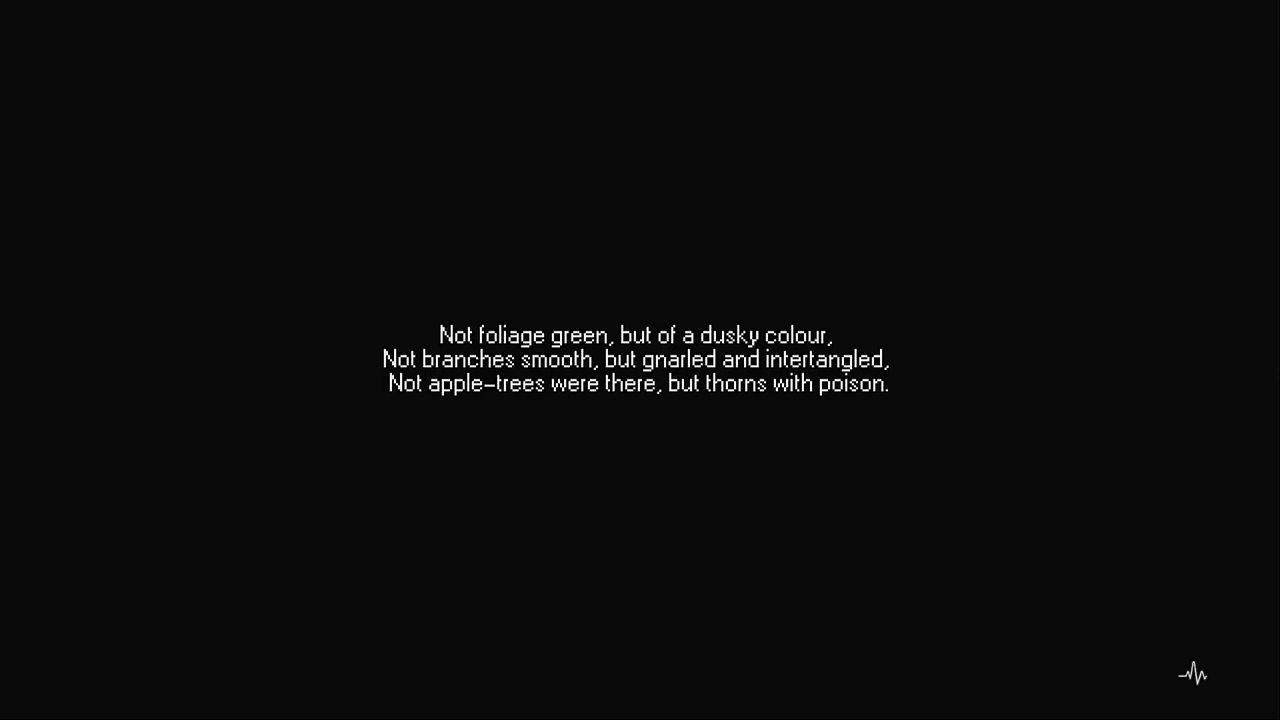 Not foliage green, but of a dusky colour,
Not branches smooth, but gnarled and intertangled,
Not apple-trees were there, but thorns with poison.